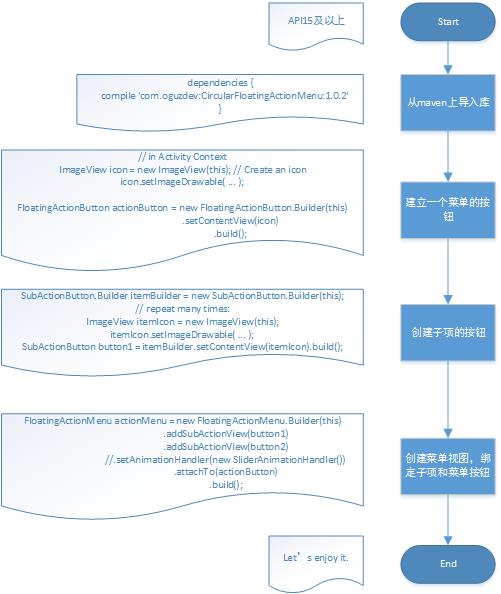 API15及以上
Start
dependencies {
compile 'com.oguzdev:CircularFloatingActionMenu:1.0.2'
}
从maven上导入库
// in Activity Context
ImageView icon = new ImageView(this); // Create an icon
icon.setImageDrawable( ... );
FloatingActionButton actionButton = new FloatingActionButton.Builder(this)
.setContentView(icon)
.build();
建立一个菜单的按
钮
SubActionButton.Builder itemBuilder = new SubActionButton.Builder(this);
// repeat many times:
ImageView itemIcon = new ImageView(this);
itemIcon.setImageDrawable( ... );
SubActionButton button1 = itemBuilder.setContentView(itemIcon).build();
创建子项的按钮
FloatingActionMenu actionMenu = new FloatingActionMenu.Builder(this)
.addSubActionView(button1)
.addSubActionView(button2)
//.setAnimationHandler(new SliderAnimationHandler())
.attachTo(actionButton)
.build();
创建菜单视图，绑
定子项和菜单按钮
Let’s enjoy it.
End